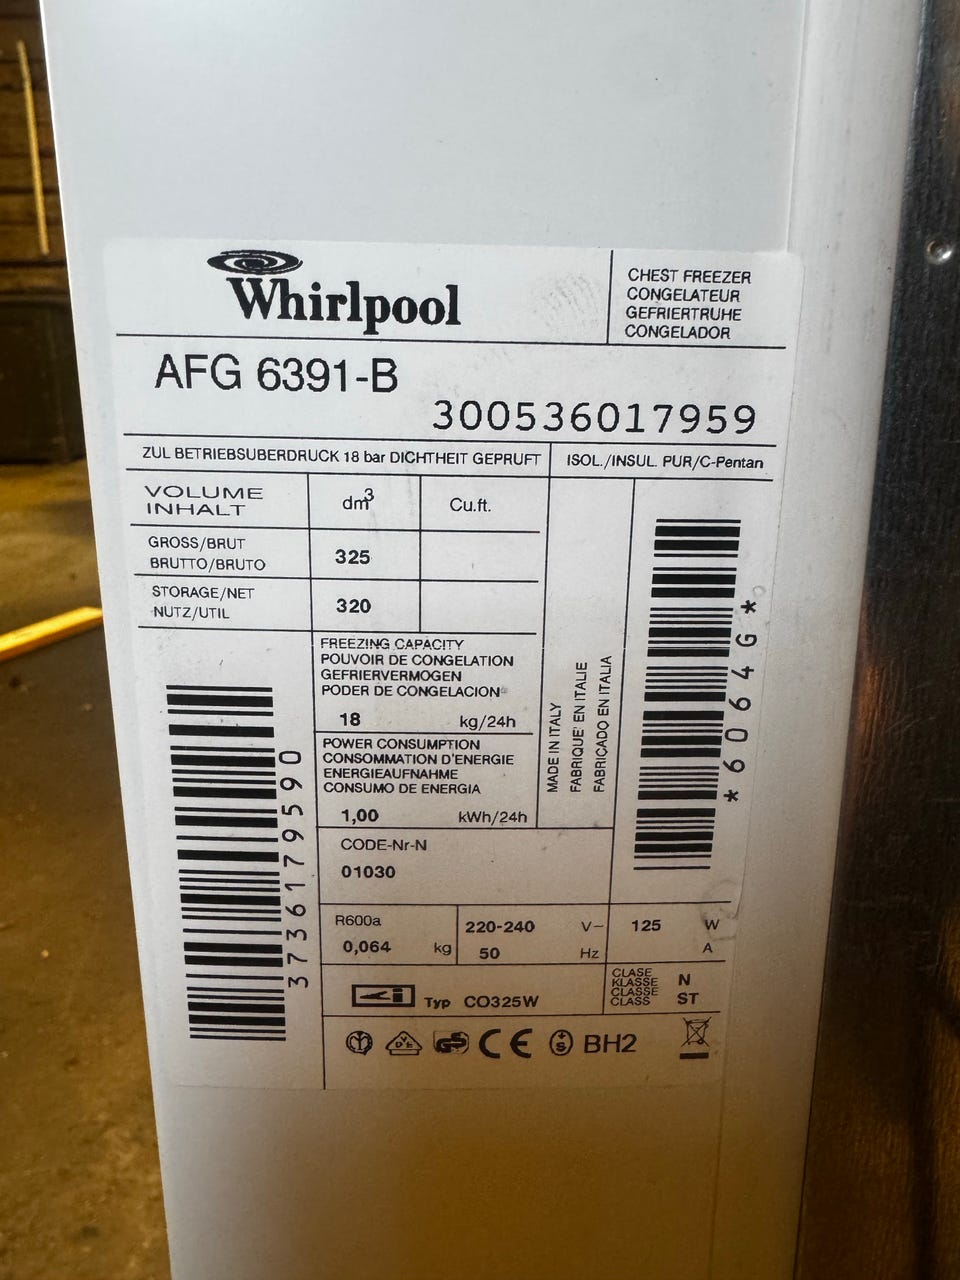 Whirlpool
CHEST FREEZER
CONGELATEUR
GEFRIERTRUHE
CONGELADOR
AFG 6391-B
300536017959
ZUL BETRIEBSUBERDRUCK 18 bar DICHTHEIT GEPRUFT
ISOL./INSUL. PUR/C-Pentan
VOLUME
INHALT
dm³
Cu.ft.
GROSS/BRUT
BRUTTO/BRUTO
325
STORAGE/NET
NUTZ/UTIL
320
FREEZING CAPACITY
POUVOIR DE CONGELATION
GEFRIERVERMOGEN
PODER DE CONGELACION
18 kg/24h
POWER CONSUMPTION
CONSOMMATION D'ENERGIE
ENERGIEAUFNAHME
CONSUMO DE ENERGIA
1,00 kWh/24h
MADE IN ITALY
FABRIQUE' EN ITALIE
FABRICADO EN ITALIA
*6064G*
373617179590
CODE-Nr-N
01030
R600a
0,064 kg
220-240 V~
50 Hz
125 W
A
Typ CO325W
CLASE
KLASSE
CLASSE
CLASS
N
ST
VDE
GS
CE
S
BH2